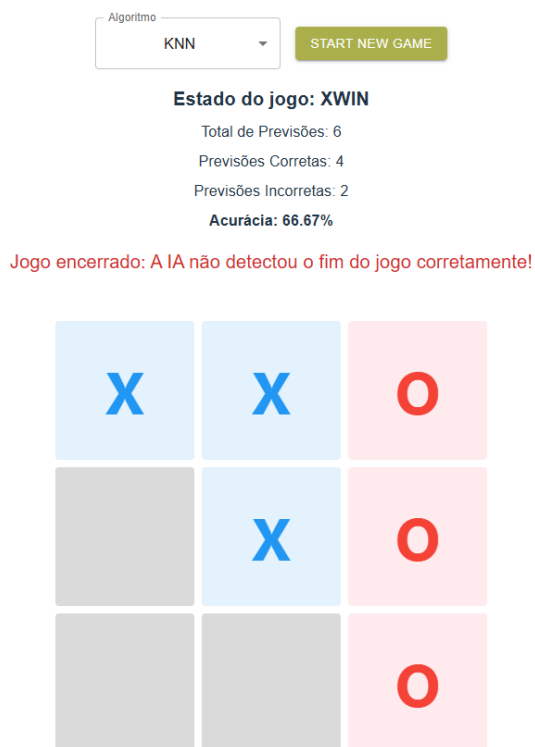 Algoritmo
KNN
START NEW GAME
Estado do jogo: XWIN
Total de Previsões: 6
Previsões Corretas: 4
Previsões Incorretas: 2
Acurácia: 66.67%
Jogo encerrado: A IA não detectou o fim do jogo corretamente!
X X O
X O
O